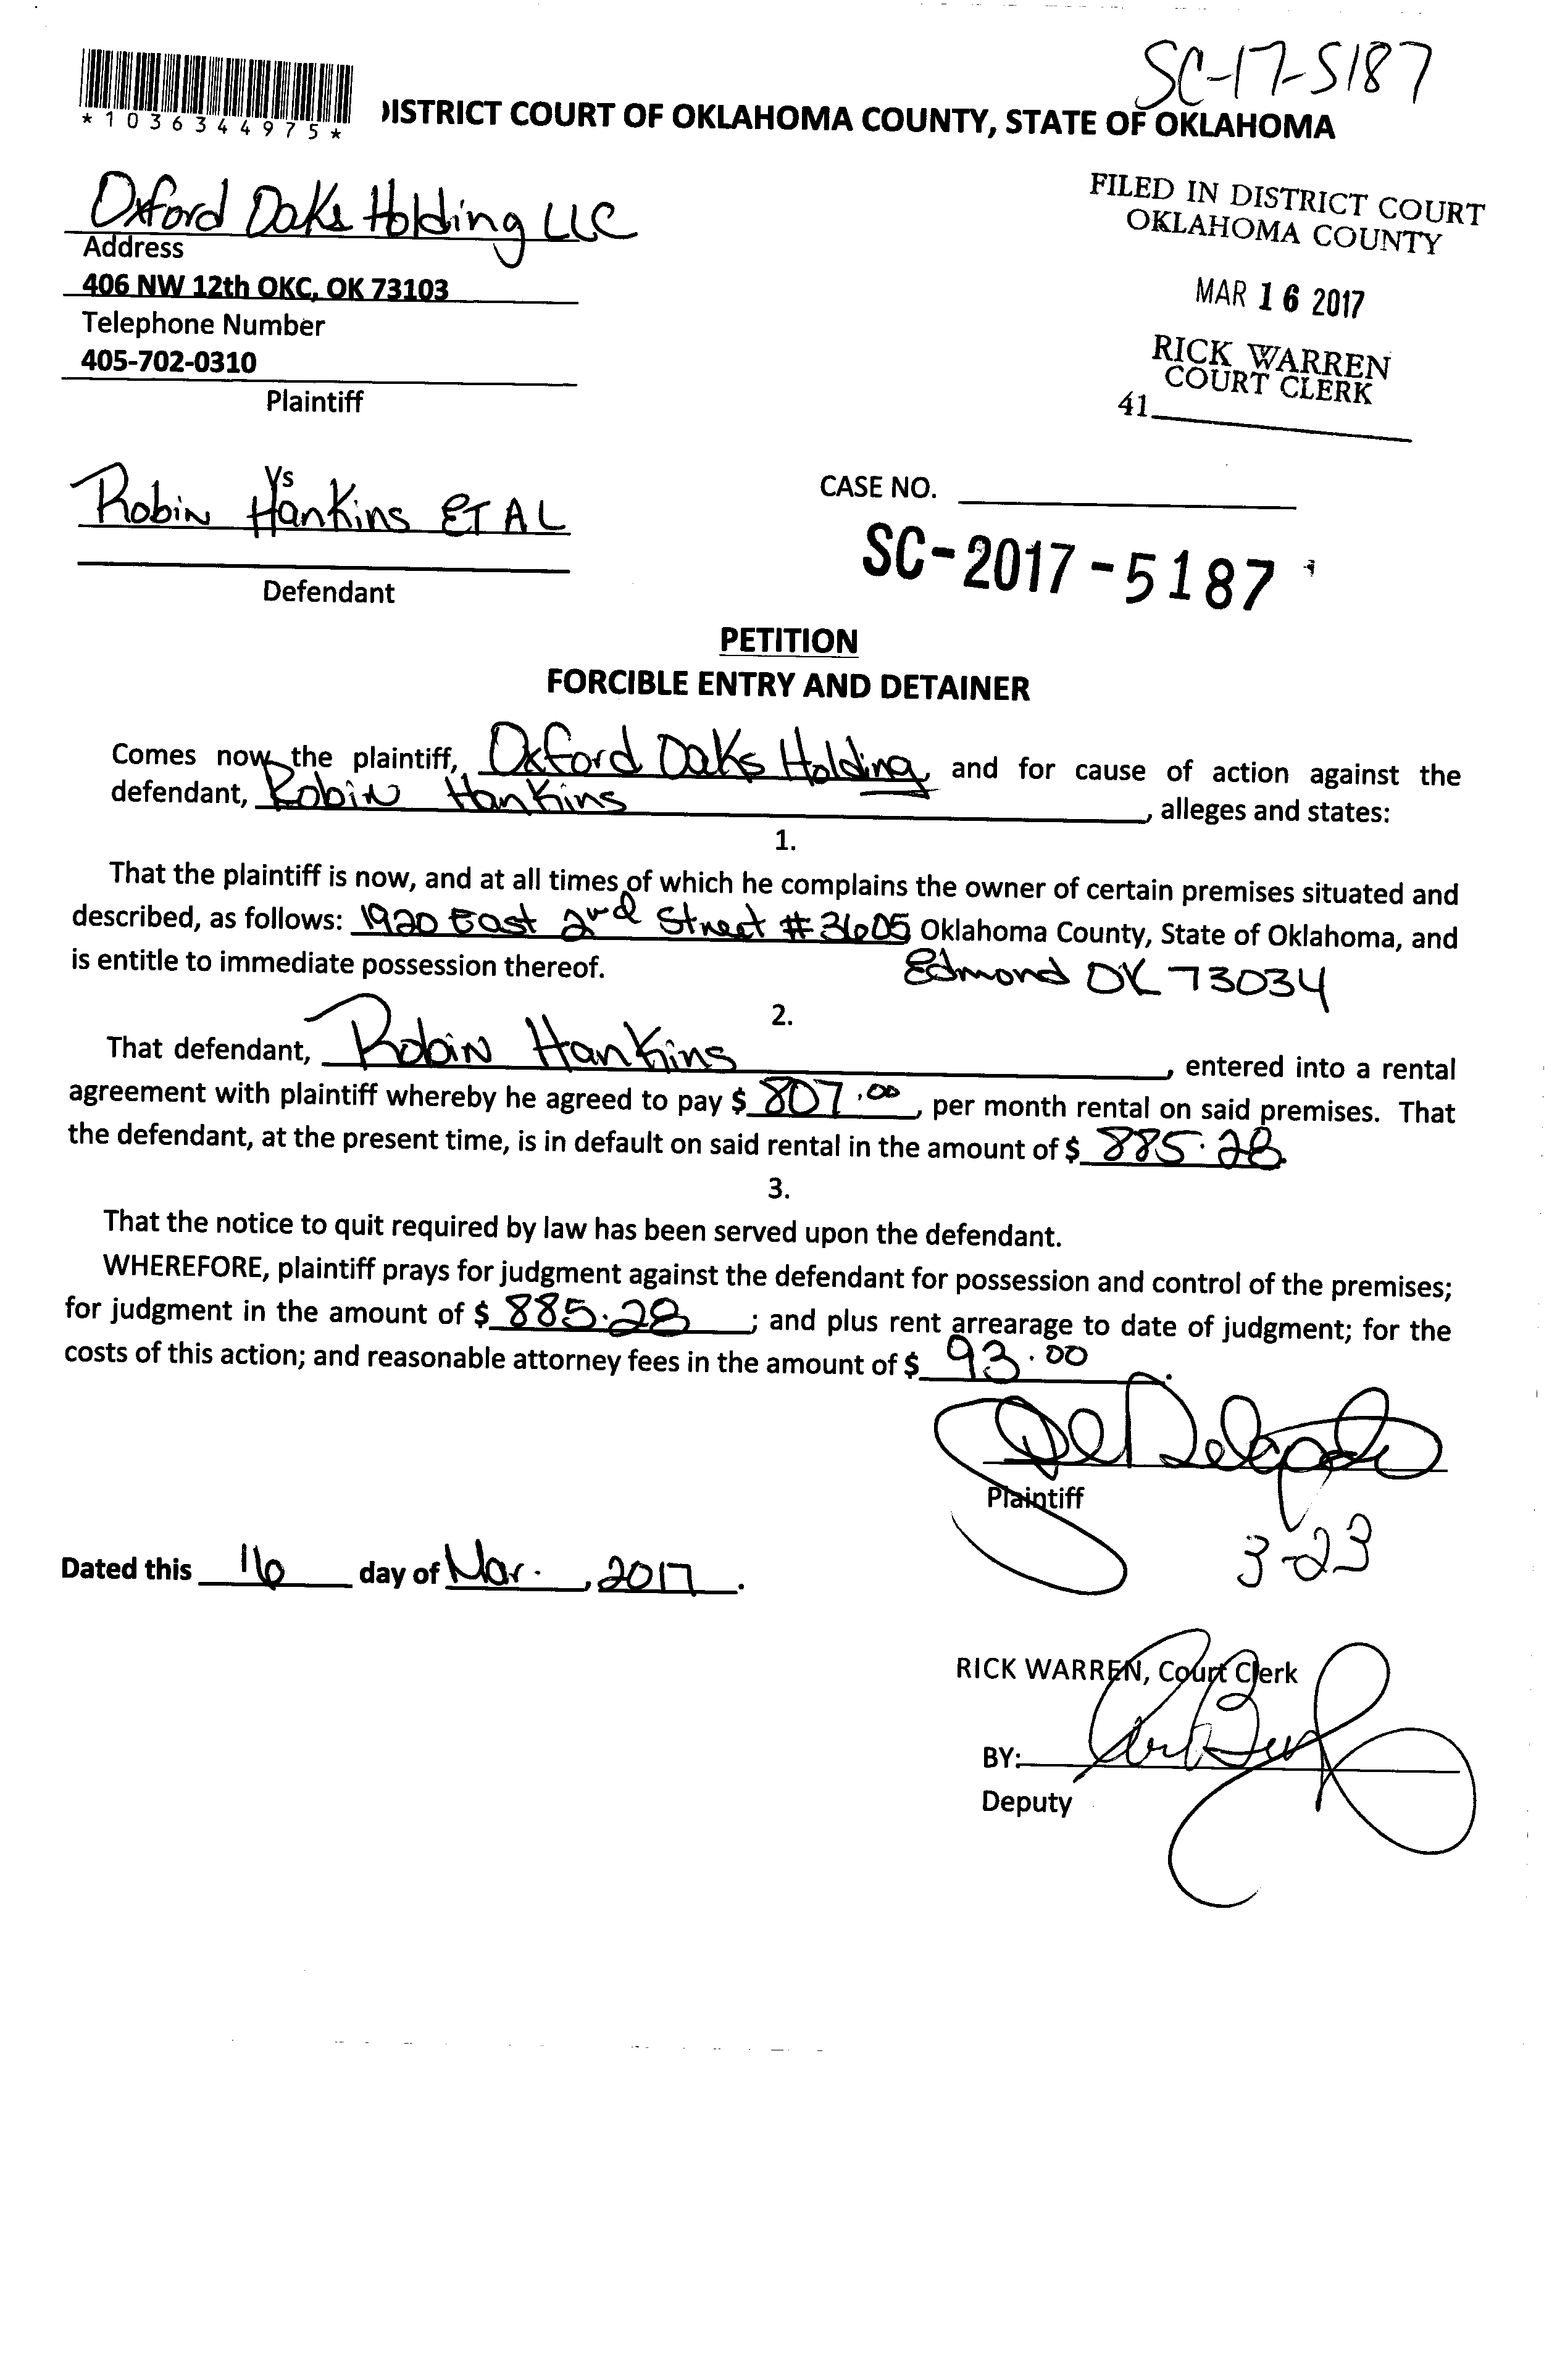 SC-17-5187
*1036344975*
DISTRICT COURT OF OKLAHOMA COUNTY, STATE OF OKLAHOMA
Oxford Oaks Holding LLC
Address
406 NW 12th OKC, OK 73103
Telephone Number
405-702-0310
Plaintiff
FILED IN DISTRICT COURT
OKLAHOMA COUNTY
MAR 16 2017
RICK WARREN
COURT CLERK
41
Vs
Robin Hankins ET AL
Defendant
CASE NO.
SC-2017-5187
PETITION
FORCIBLE ENTRY AND DETAINER
Comes now the plaintiff, Oxford Oaks Holding, and for cause of action against the
defendant, Robin Hankins, alleges and states:
1.
That the plaintiff is now, and at all times of which he complains the owner of certain premises situated and
described, as follows: 1920 East 2nd Street #3605 Oklahoma County, State of Oklahoma, and
is entitle to immediate possession thereof. Edmond OK 73034
2.
That defendant, Robin Hankins, entered into a rental
agreement with plaintiff whereby he agreed to pay $ 807.00, per month rental on said premises. That
the defendant, at the present time, is in default on said rental in the amount of $ 885.28.
3.
That the notice to quit required by law has been served upon the defendant.
WHEREFORE, plaintiff prays for judgment against the defendant for possession and control of the premises;
for judgment in the amount of $ 885.28 ; and plus rent arrearage to date of judgment; for the
costs of this action; and reasonable attorney fees in the amount of $ 93.00.
Delgado
Plaintiff
3-23
Dated this 16 day of Mar., 2017.
RICK WARREN, Court Clerk
BY:
Deputy